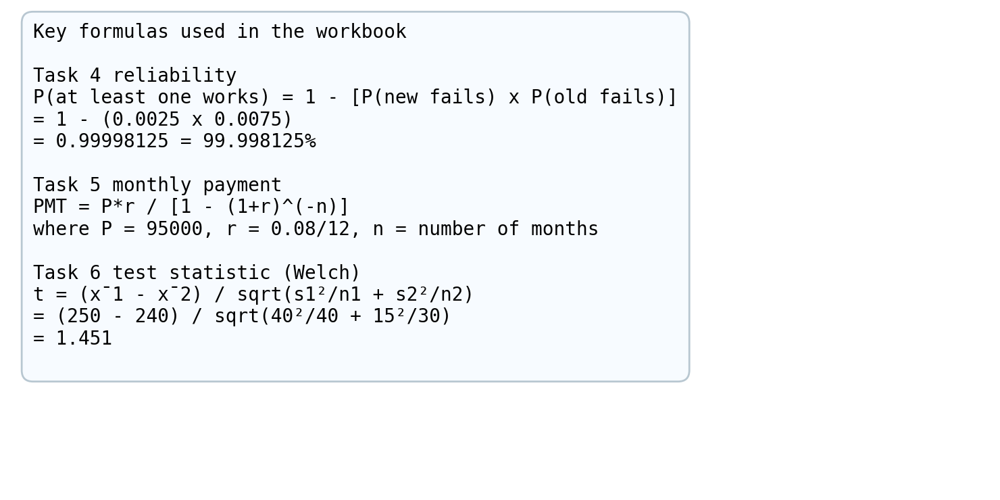 Key formulas used in the workbook
Task 4 reliability
P(at least one works) = 1 - [P(new fails) x P(old fails)]
= 1 - (0.0025 x 0.0075)
= 0.99998125 = 99.998125%
Task 5 monthly payment
PMT = P*r / [1 - (1+r)^(-n)]
where P = 95000, r = 0.08/12, n = number of months
Task 6 test statistic (Welch)
t = (x¯1 - x¯2) / sqrt(s1²/n1 + s2²/n2)
= (250 - 240) / sqrt(40²/40 + 15²/30)
= 1.451